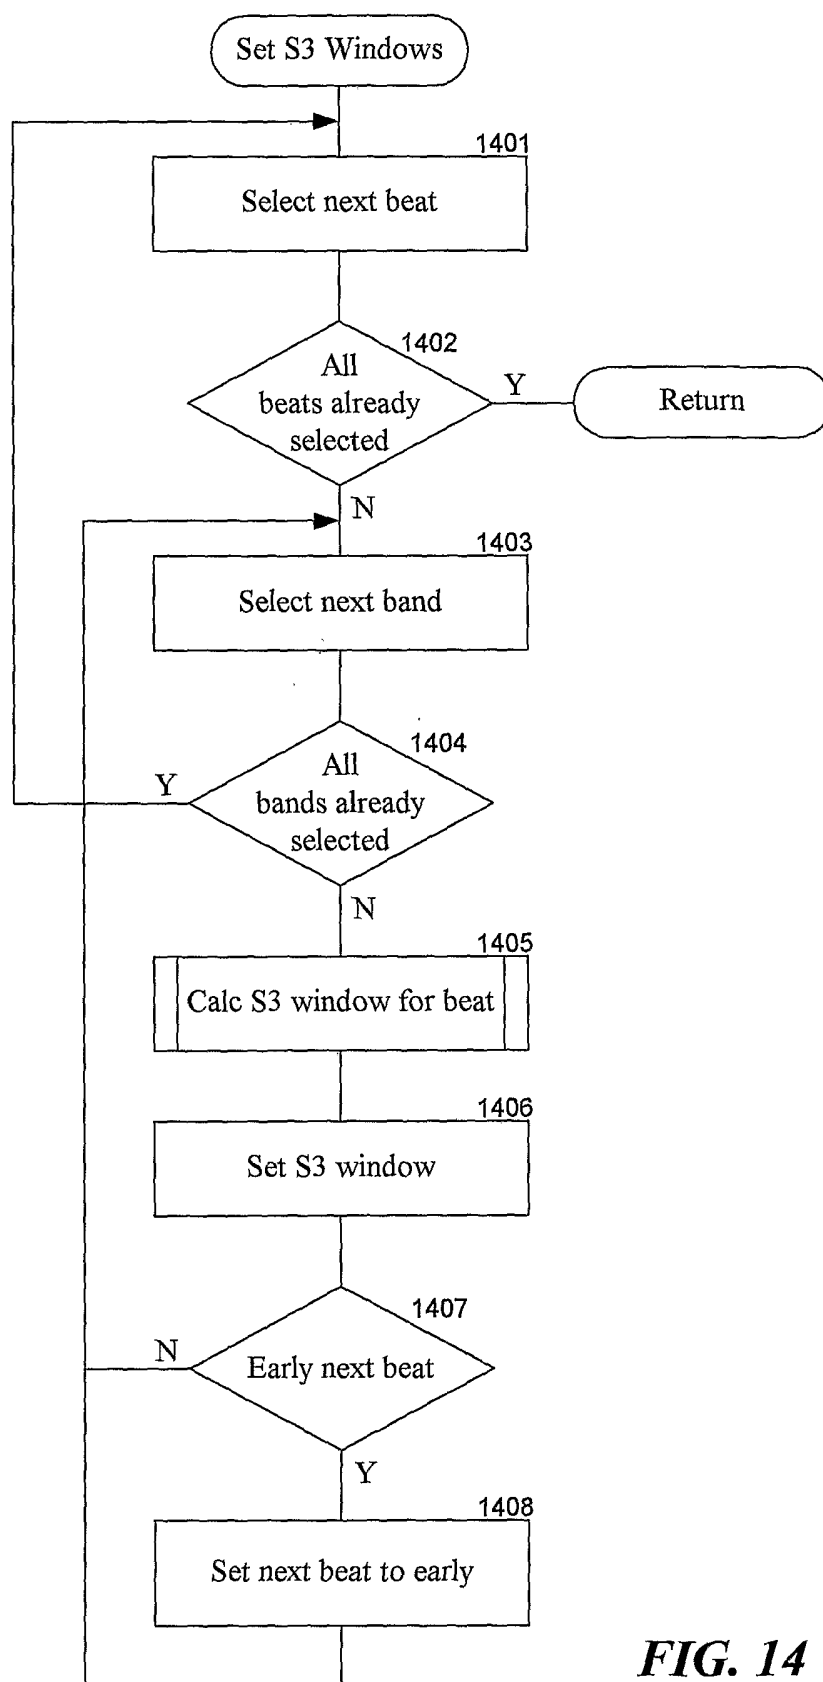 Set S3 Windows
1401
Select next beat
1402
All
beats already
selected
Y
Return
N
1403
Select next band
1404
All
bands already
selected
Y
N
1405
Calc S3 window for beat
1406
Set S3 window
1407
Early next beat
N
Y
1408
Set next beat to early
FIG. 14